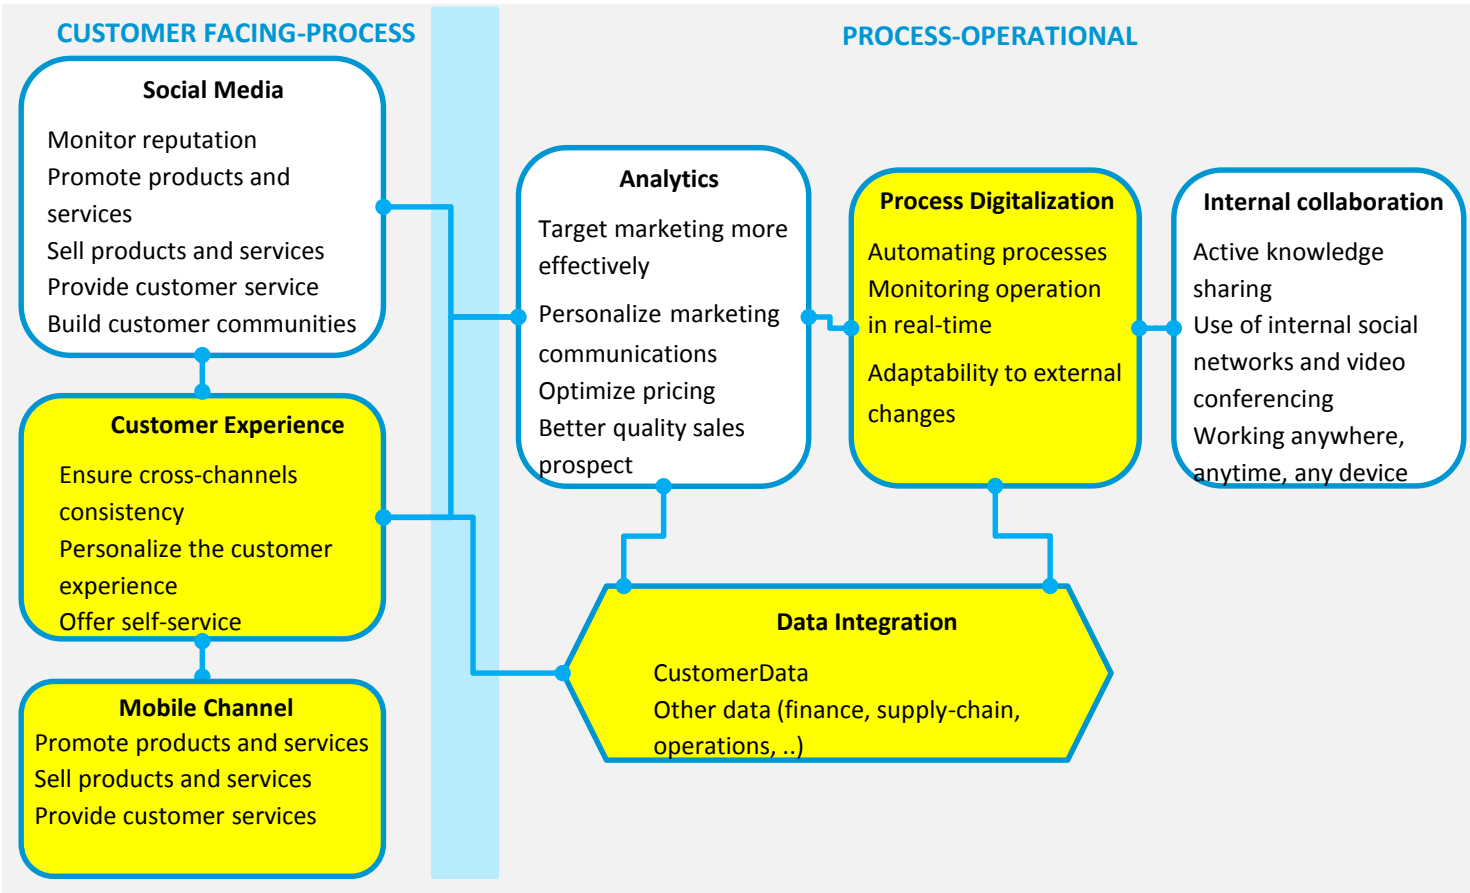 CUSTOMER FACING-PROCESS
PROCESS-OPERATIONAL
Social Media
Monitor reputation
Promote products and
services
Sell products and services
Provide customer service
Build customer communities
Customer Experience
Ensure cross-channels
consistency
Personalize the customer
experience
Offer self-service
Mobile Channel
Promote products and services
Sell products and services
Provide customer services
Analytics
Target marketing more
effectively
Personalize marketing
communications
Optimize pricing
Better quality sales
prospect
Process Digitalization
Automating processes
Monitoring operation
in real-time
Adaptability to external
changes
Internal collaboration
Active knowledge
sharing
Use of internal social
networks and video
conferencing
Working anywhere,
anytime, any device
Data Integration
CustomerData
Other data (finance, supply-chain,
operations, ..)